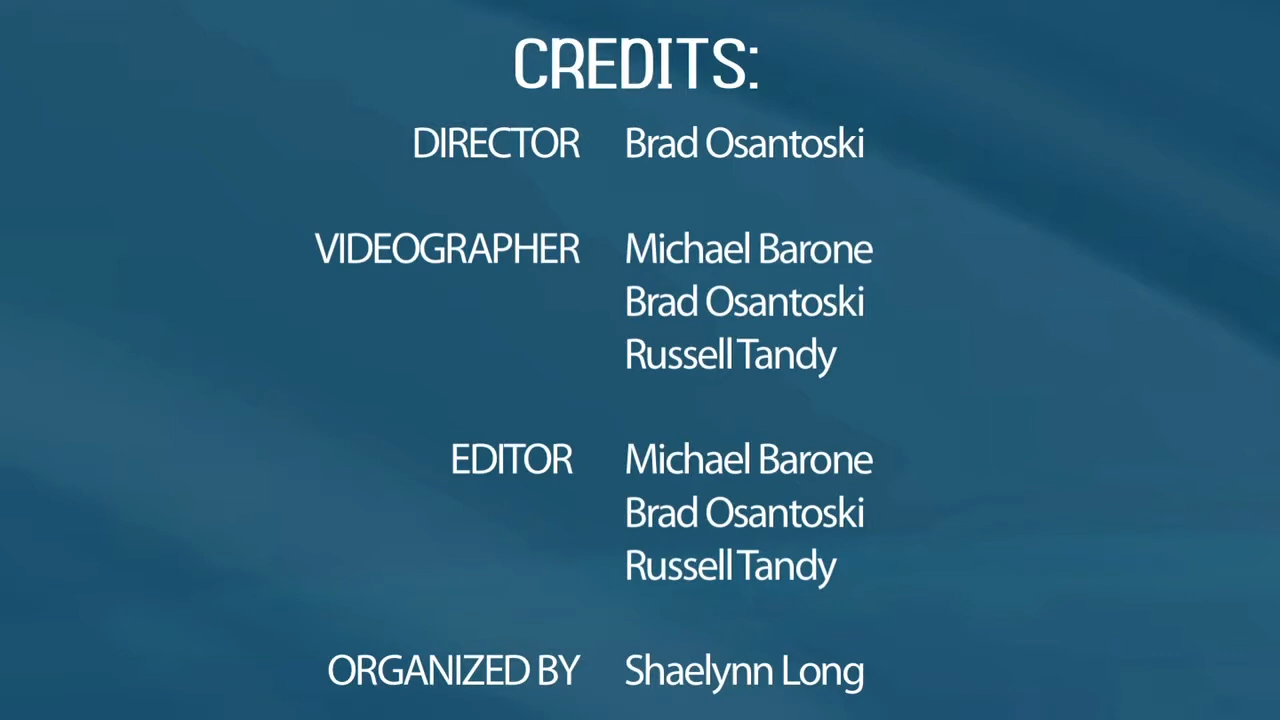 CREDITS:
DIRECTOR Brad Osantoski
VIDEOGRAPHER Michael Barone
Brad Osantoski
Russell Tandy
EDITOR Michael Barone
Brad Osantoski
Russell Tandy
ORGANIZED BY Shaelynn Long